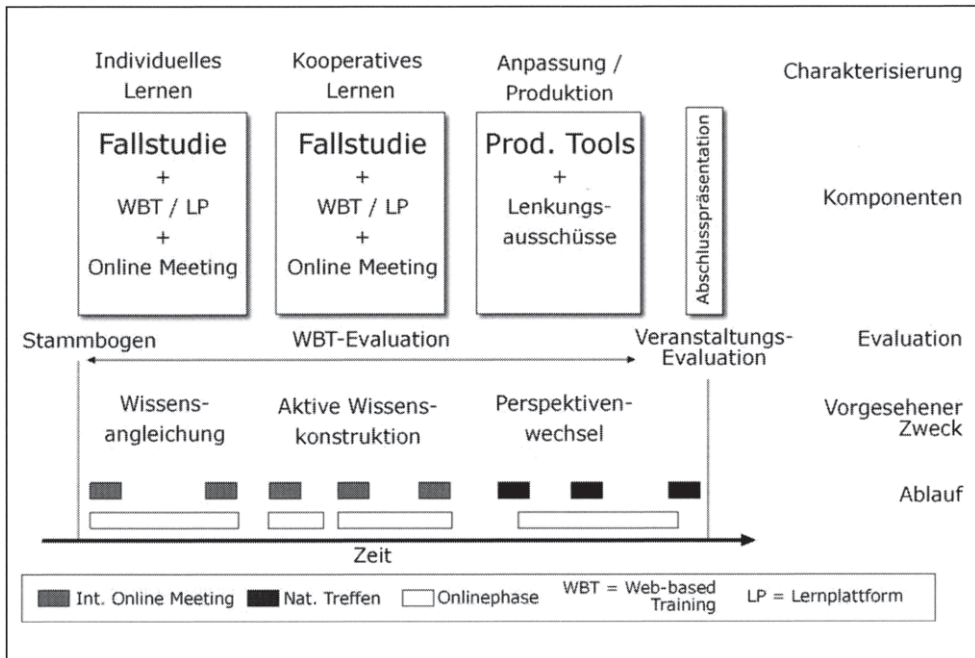 Individuelles
Lernen
Kooperatives
Lernen
Anpassung /
Produktion
Charakterisierung
Fallstudie
+
WBT / LP
+
Online Meeting
Fallstudie
+
WBT / LP
+
Online Meeting
Prod. Tools
+
Lenkungs-
ausschüsse
Abschlusspräsentation
Komponenten
Stammbogen
WBT-Evaluation
Veranstaltungs-
Evaluation
Evaluation
Wissens-
angleichung
Aktive Wissens-
konstruktion
Perspektiven-
wechsel
Vorgesehener
Zweck
Ablauf
Zeit
Int. Online Meeting
Nat. Treffen
Onlinephase
WBT = Web-based
Training
LP = Lernplattform